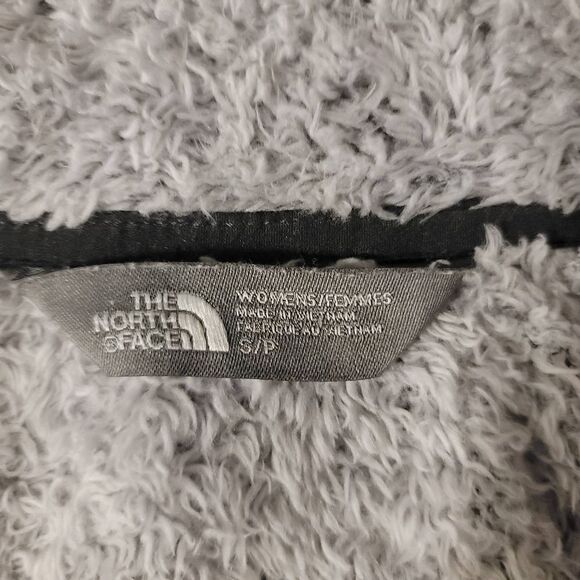 THE
NORTH
FACE
WOMENS/FEMMES
MADE IN VIETNAM
FABRIQUÉ AU VIETNAM
S/P